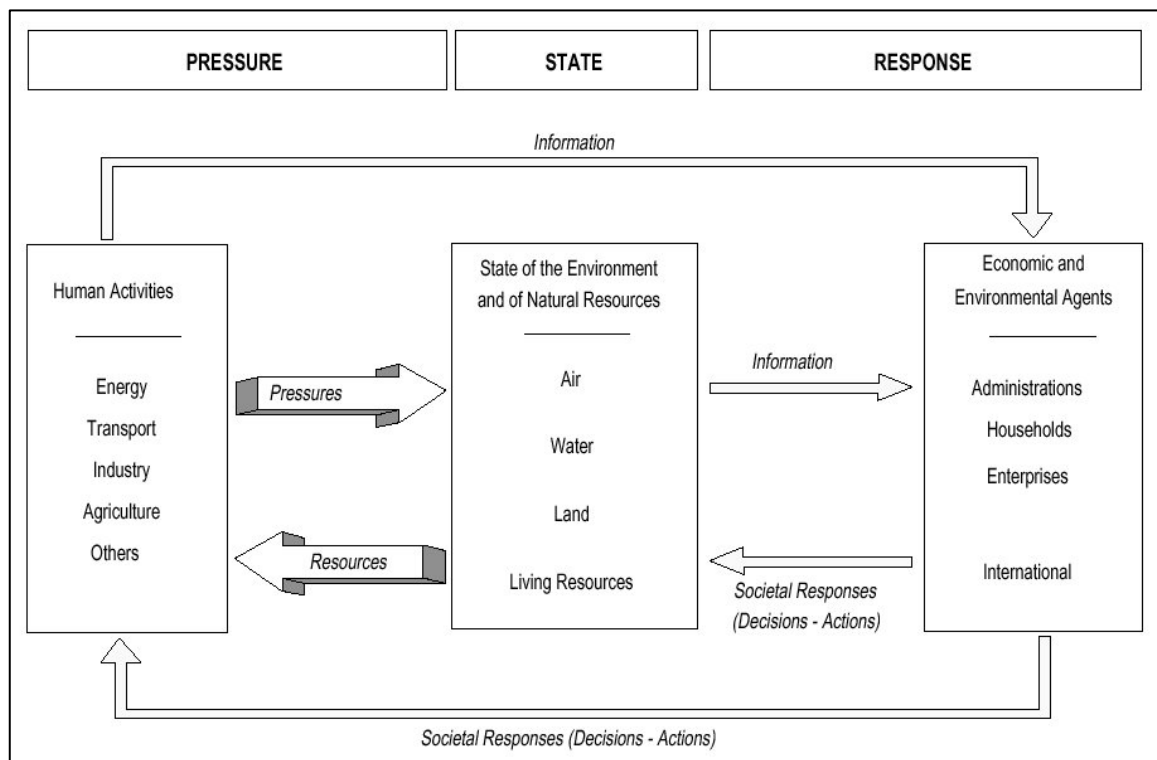 PRESSURE
STATE
RESPONSE
Information
Human Activities
Energy
Transport
Industry
Agriculture
Others
Pressures
Resources
State of the Environment
and of Natural Resources
Air
Water
Land
Living Resources
Information
Societal Responses
(Decisions - Actions)
Economic and
Environmental Agents
Administrations
Households
Enterprises
International
Societal Responses (Decisions - Actions)